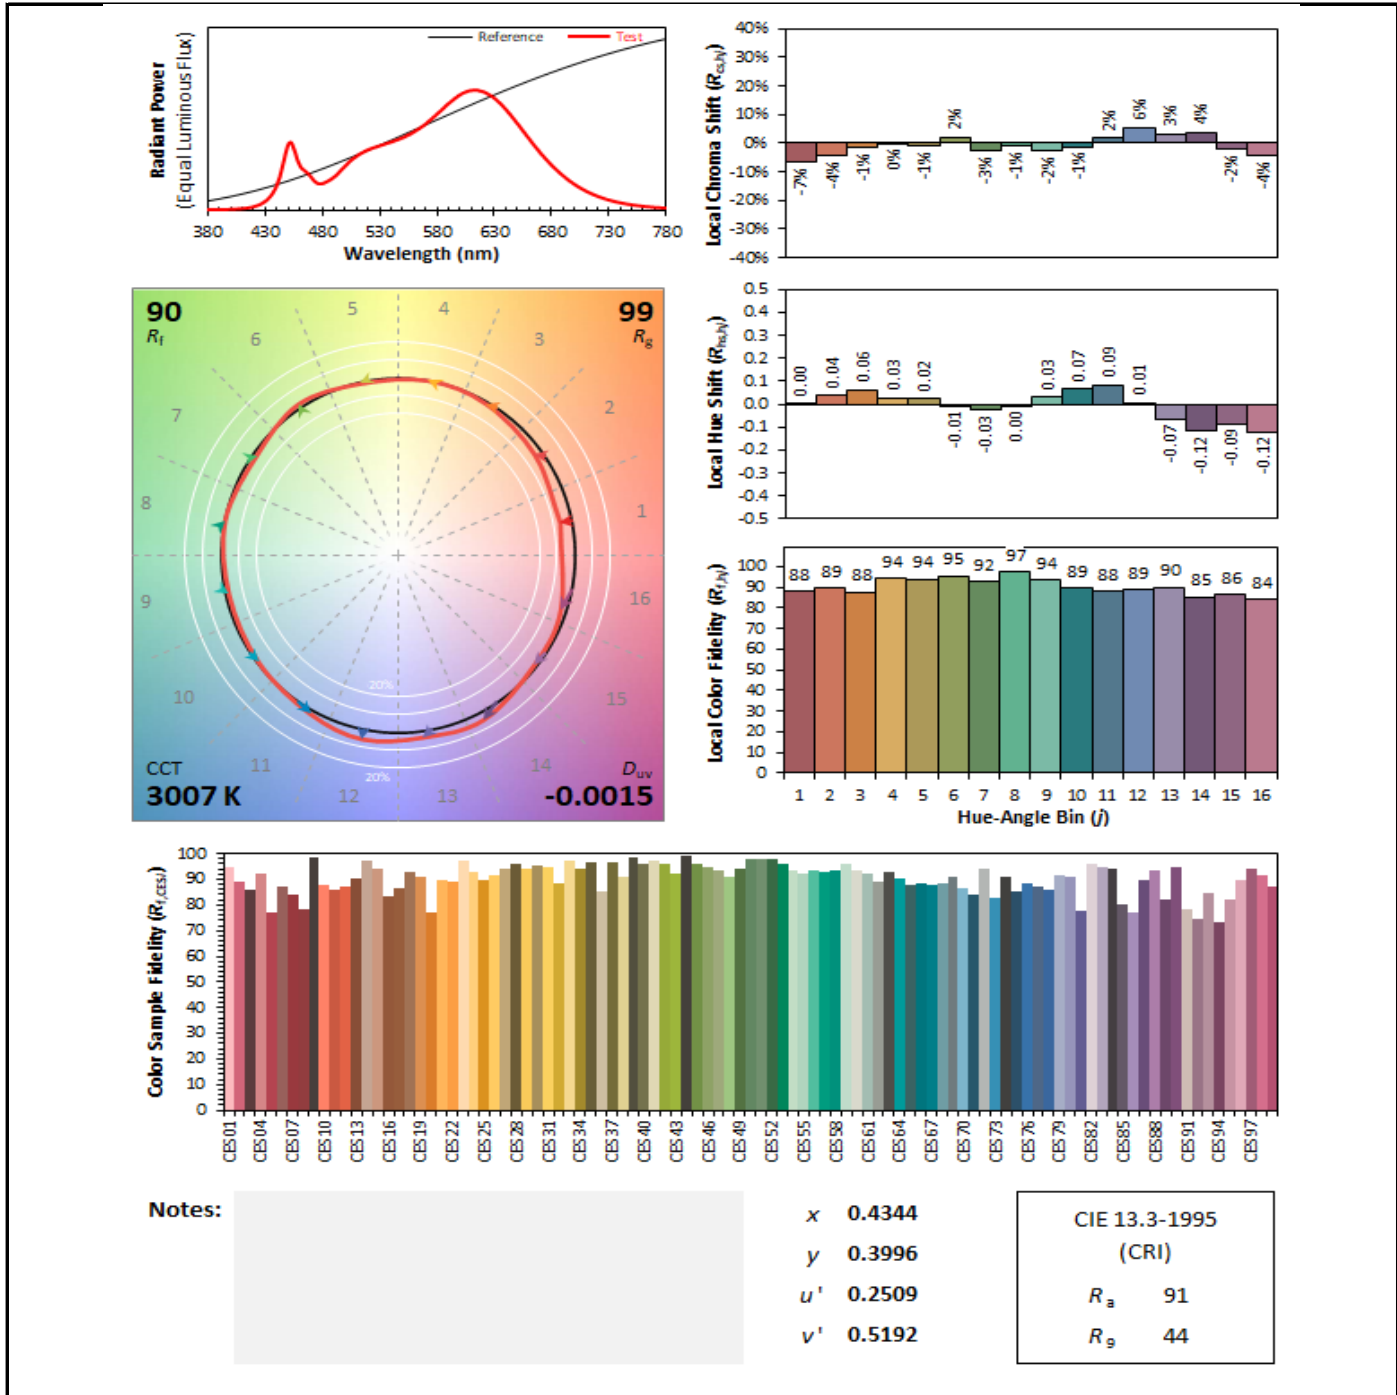 Radiant Power
(Equal Luminous Flux)
Reference
Test
380 430 480 530 580 630 680 730 780
Wavelength (nm)
Local Chroma Shift (Rcs,hj)
40%
30%
20%
10%
0%
-10%
-20%
-30%
-40%
-7% -4% -1% 0% -1% 2% -3% -1% -2% -1% 2% 6% 3% 4% -2% -4%
90
Rf
99
Rg
1
2
3
4
5
6
7
8
9
10
11
12
13
14
15
16
20%
20%
CCT
3007 K
Duv
-0.0015
Local Hue Shift (Rhs,hj)
0.5
0.4
0.3
0.2
0.1
0.0
-0.1
-0.2
-0.3
-0.4
-0.5
0.00 0.04 0.06 0.03 0.02 -0.01 -0.03 0.00 0.03 0.07 0.09 0.01 -0.07 -0.12 -0.09 -0.12
Local Color Fidelity (Rf,hj)
100
90
80
70
60
50
40
30
20
10
0
88 89 88 94 94 95 92 97 94 89 88 89 90 85 86 84
1 2 3 4 5 6 7 8 9 10 11 12 13 14 15 16
Hue-Angle Bin (j)
Color Sample Fidelity (Rf,CESi)
100
90
80
70
60
50
40
30
20
10
0
CES01 CES04 CES07 CES10 CES13 CES16 CES19 CES22 CES25 CES28 CES31 CES34 CES37 CES40 CES43 CES46 CES49 CES52 CES55 CES58 CES61 CES64 CES67 CES70 CES73 CES76 CES79 CES82 CES85 CES88 CES91 CES94 CES97
Notes:
x 0.4344
y 0.3996
u' 0.2509
v' 0.5192
CIE 13.3-1995
(CRI)
Ra 91
R9 44